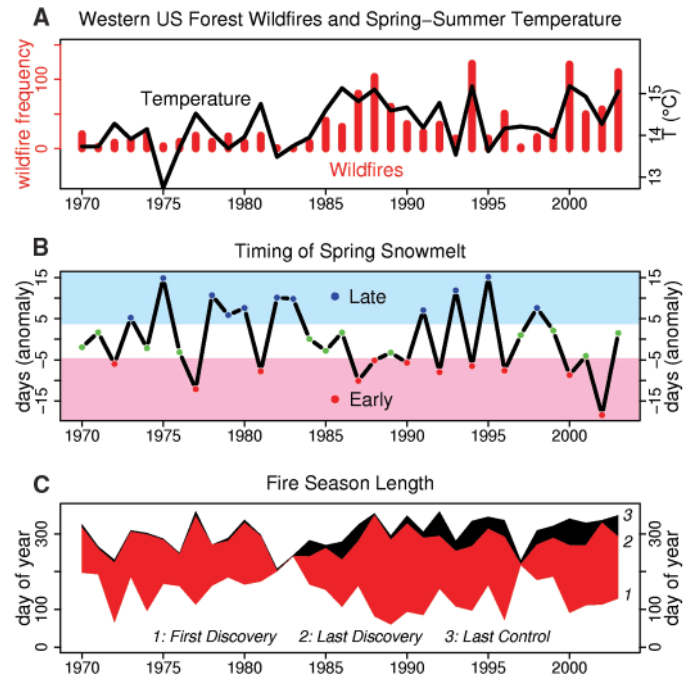 A Western US Forest Wildfires and Spring–Summer Temperature
wildfire frequency
100
0
Temperature
Wildfires
15
14
13
T (°C)
1970 1975 1980 1985 1990 1995 2000
B Timing of Spring Snowmelt
days (anomaly)
15
5
−5
−15
Late
Early
15
5
−5
−15
days (anomaly)
1970 1975 1980 1985 1990 1995 2000
C Fire Season Length
day of year
300
100
0
3
2
1
1: First Discovery 2: Last Discovery 3: Last Control
300
100
0
day of year
1970 1975 1980 1985 1990 1995 2000